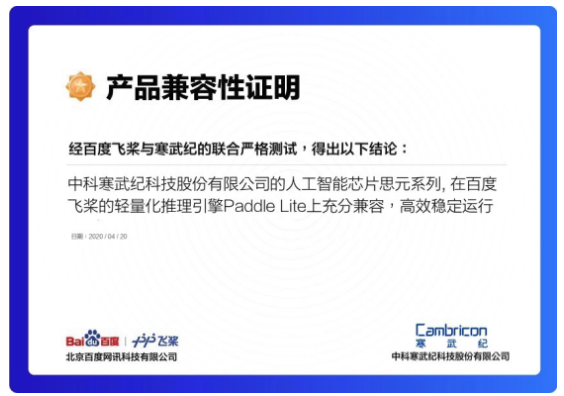 产品兼容性证明
经百度飞桨与寒武纪的联合严格测试，得出以下结论：
中科寒武纪科技股份有限公司的人工智能芯片思元系列, 在百度
飞桨的轻量化推理引擎Paddle Lite上充分兼容，高效稳定运行
日期：2020 / 04 / 20
Bai du 百度 | 飞桨
北京百度网讯科技有限公司
Cambricon
寒武纪
中科寒武纪科技股份有限公司